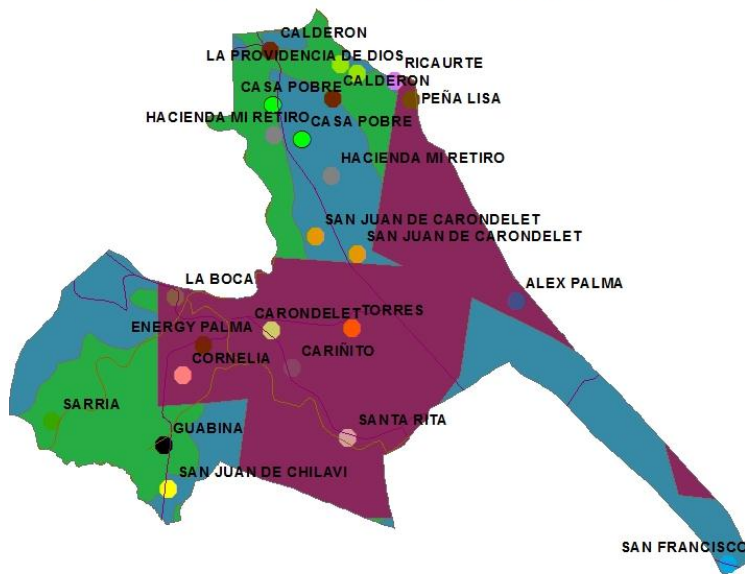 CALDERON
LA PROVIDENCIA DE DIOS
RICAURTE
CALDERON
CASA POBRE
PEÑA LISA
HACIENDA MI RETIRO
CASA POBRE
HACIENDA MI RETIRO
SAN JUAN DE CARONDELET
SAN JUAN DE CARONDELET
LA BOCA
ALEX PALMA
CARONDELET
TORRES
ENERGY PALMA
CORNELIA
CARIÑITO
SARRIA
SANTA RITA
GUABINA
SAN JUAN DE CHILAVI
SAN FRANCISCO